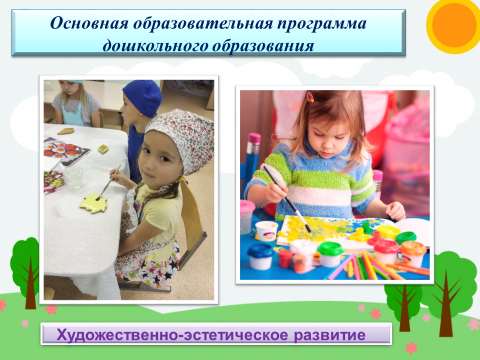 Основная образовательная программа
дошкольного образования
Художественно-эстетическое развитие